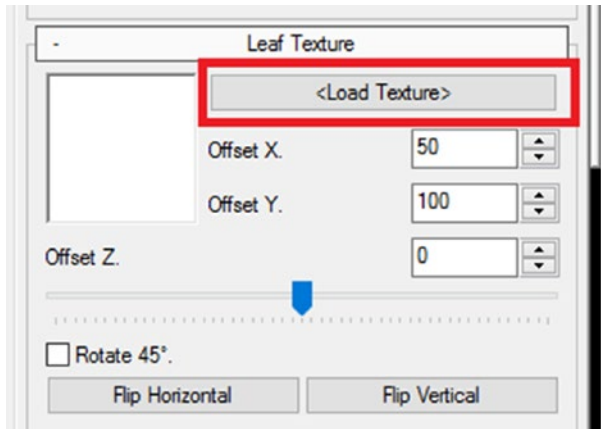 - Leaf Texture
<Load Texture>
Offset X. 50
Offset Y. 100
Offset Z. 0
Rotate 45°.
Flip Horizontal Flip Vertical